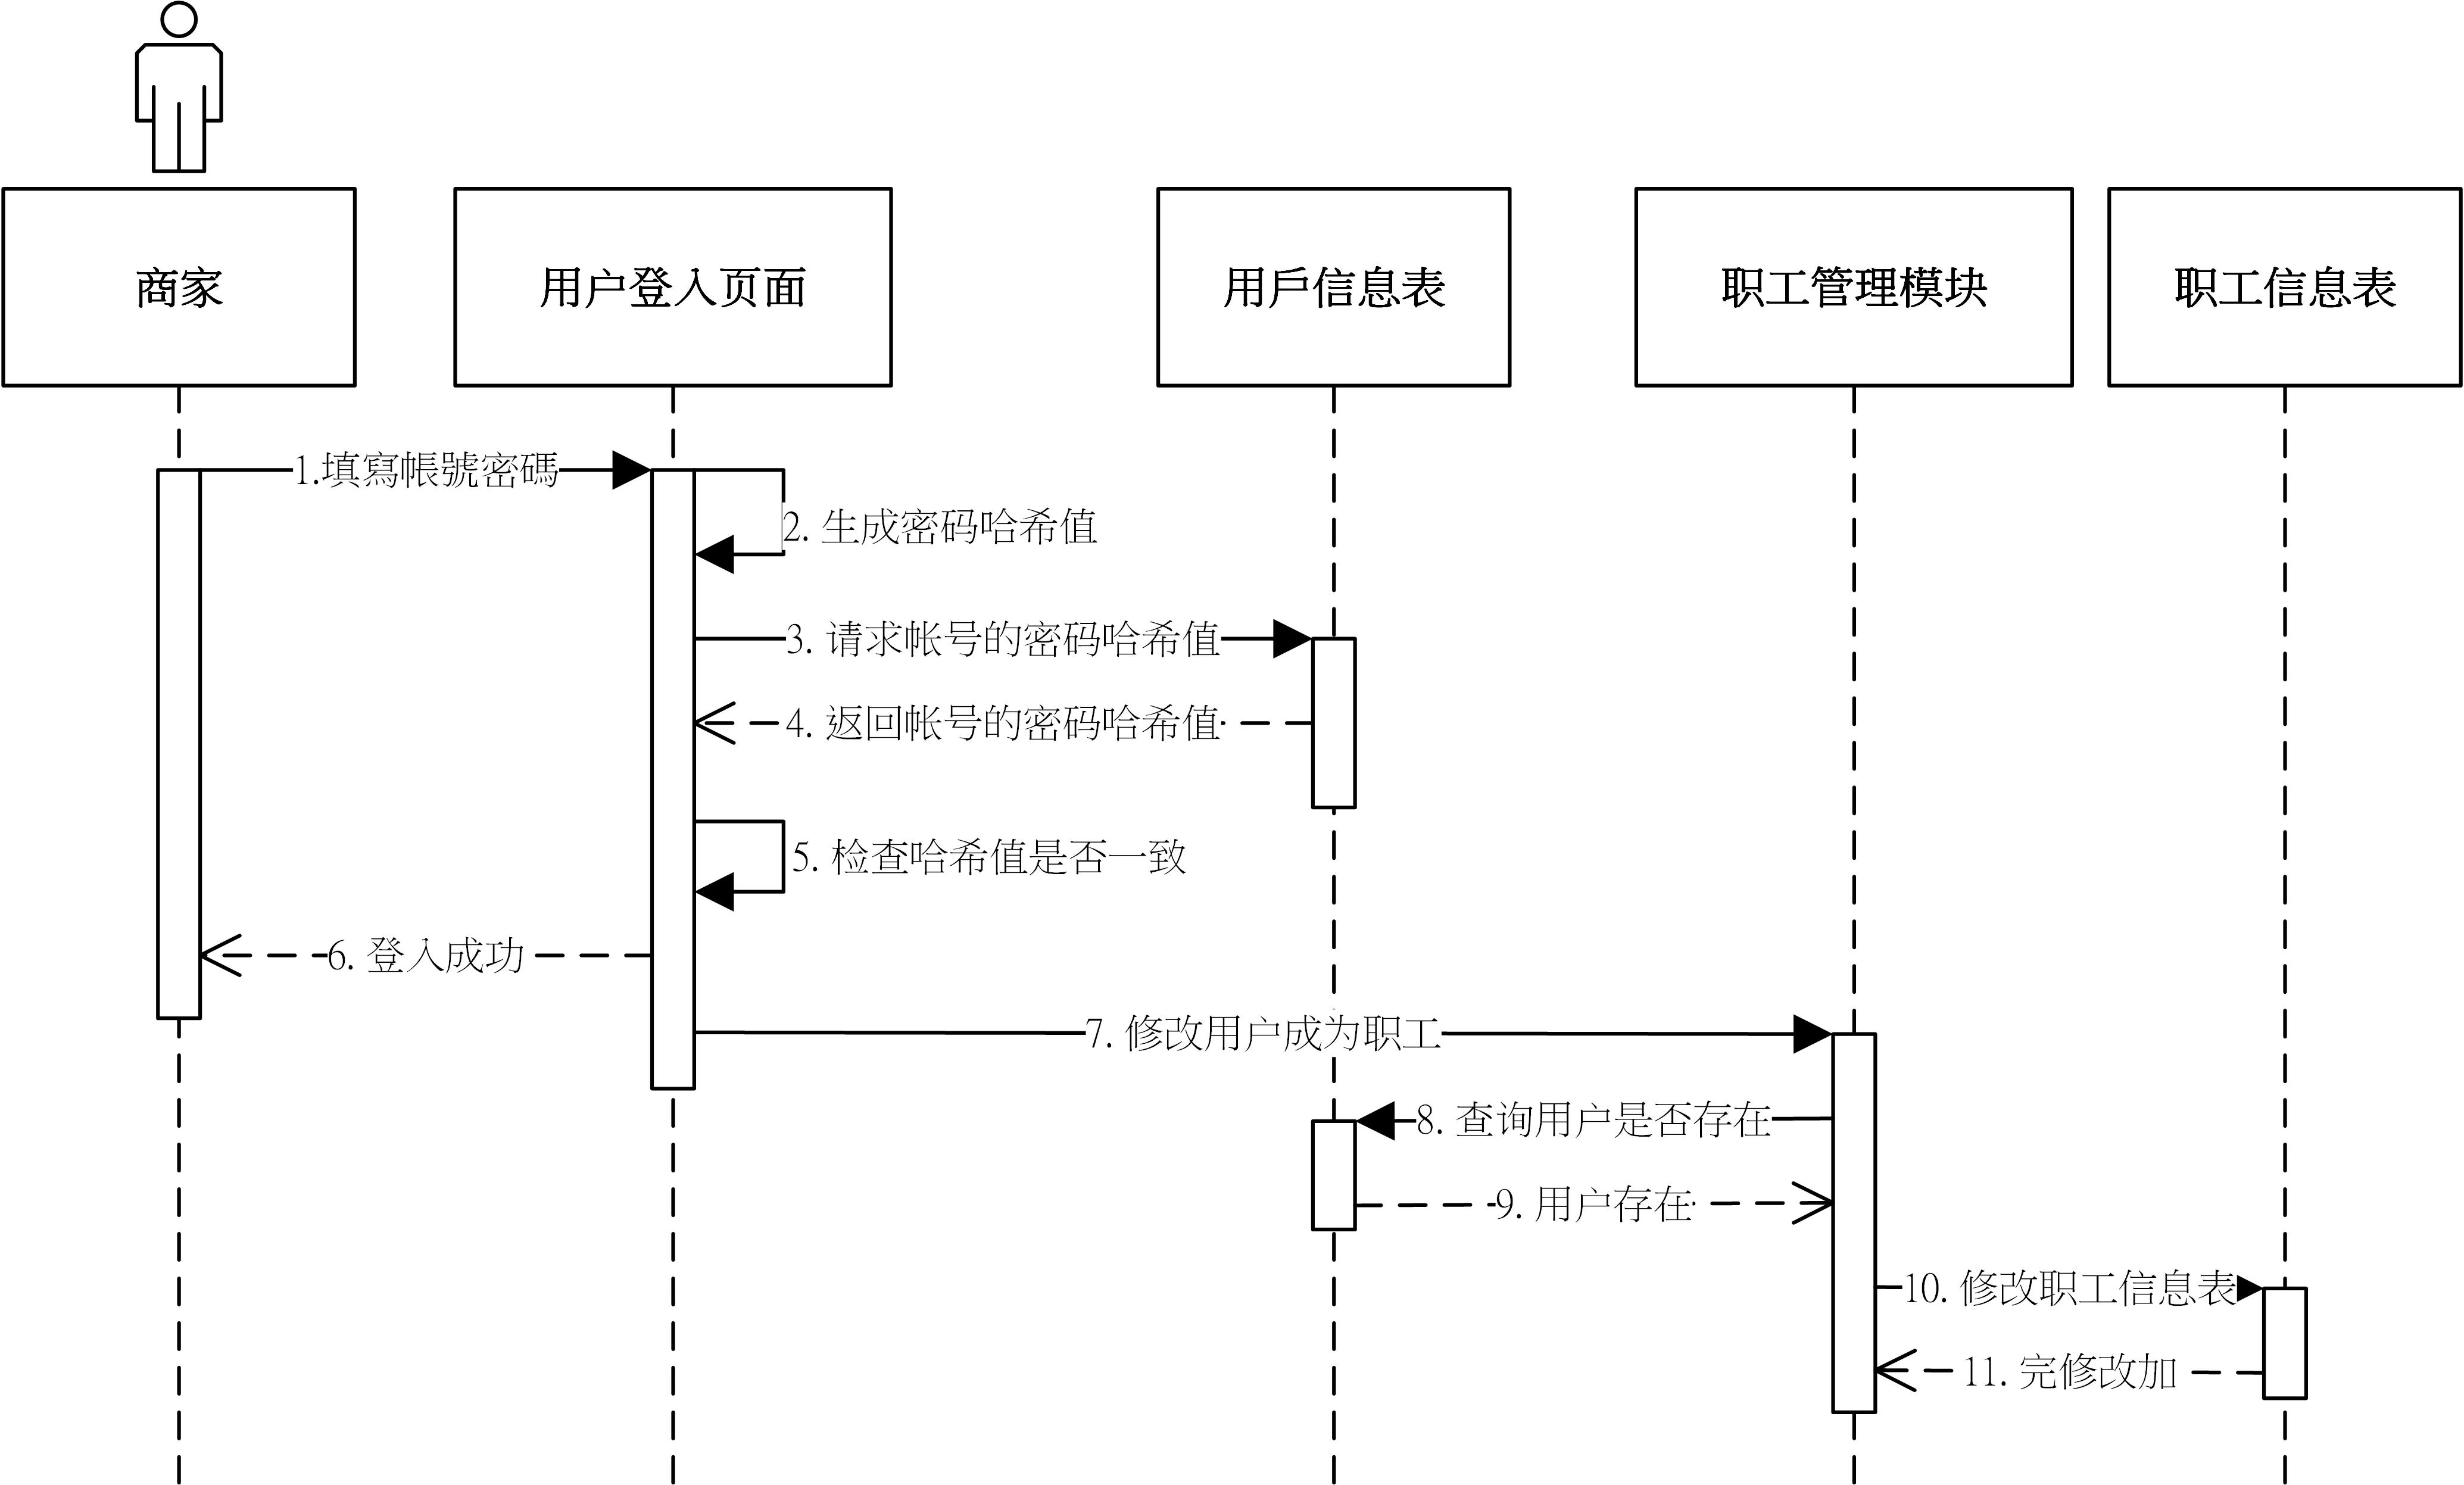 商家
用户登入页面
用戶信息表
职工管理模块
职工信息表
1.填寫帳號密碼
2. 生成密码哈希值
3. 请求帐号的密码哈希值
4. 返回帐号的密码哈希值
5. 检查哈希值是否一致
6. 登入成功
7. 修改用户成为职工
8. 查询用户是否存在
9. 用户存在
10. 修改职工信息表
11. 完修改加